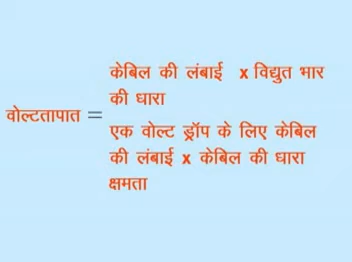 केबिल की लंबाई x विद्युत भार
की धारा
वोल्टतापात =
एक वोल्ट ड्रॉप के लिए केबिल
की लंबाई x केबिल की धारा
क्षमता